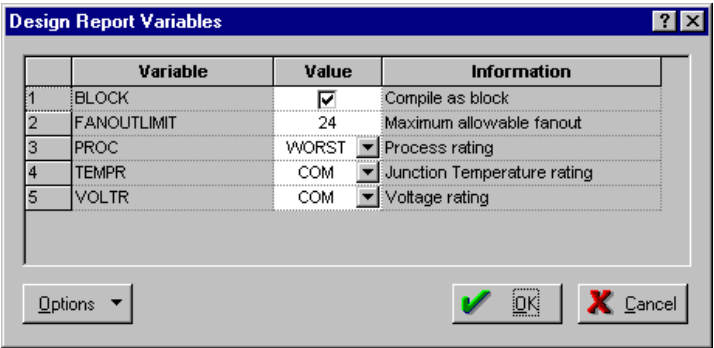 Design Report Variables
Variable Value Information
1 BLOCK Compile as block
2 FANOUTLIMIT 24 Maximum allowable fanout
3 PROC WORST Process rating
4 TEMPR COM Junction Temperature rating
5 VOLTR COM Voltage rating
Options OK Cancel